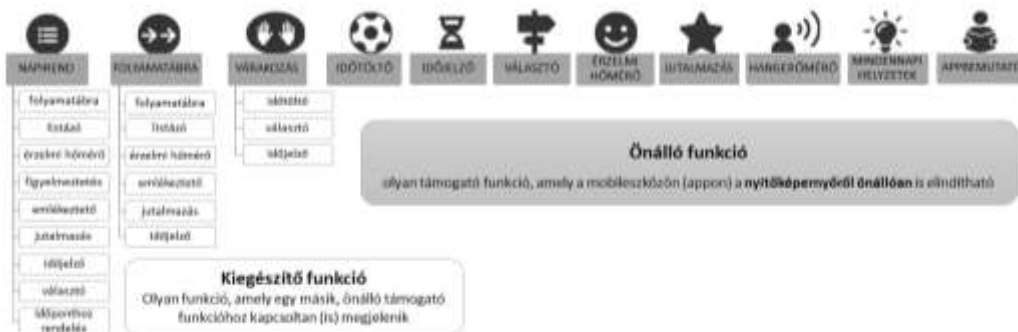 NAPIREND
FOLYAMATÁBRA
VÁRAKOZÁS
IDŐTÖLTŐ
IDŐJELZŐ
VÁLASZTÓ
ÉRZELMI
HŐMÉRŐ
JUTALMAZÁS
HANGERŐMÉRŐ
MINDENNAPI
HELYZETEK
APPBEMUTATÓ
folyamatábra
listázó
érzelmi hőmérő
figyelmeztetés
emlékeztető
jutalmazás
időjelző
választó
időponthoz
rendelés
folyamatábra
listázó
érzelmi hőmérő
emlékeztető
jutalmazás
időjelző
időtöltő
választó
időjelző
Önálló funkció
olyan támogató funkció, amely a mobileszközön (appon) a nyitóképernyőről önállóan is elindítható
Kiegészítő funkció
Olyan funkció, amely egy másik, önálló támogató
funkcióhoz kapcsoltan (is) megjelenik